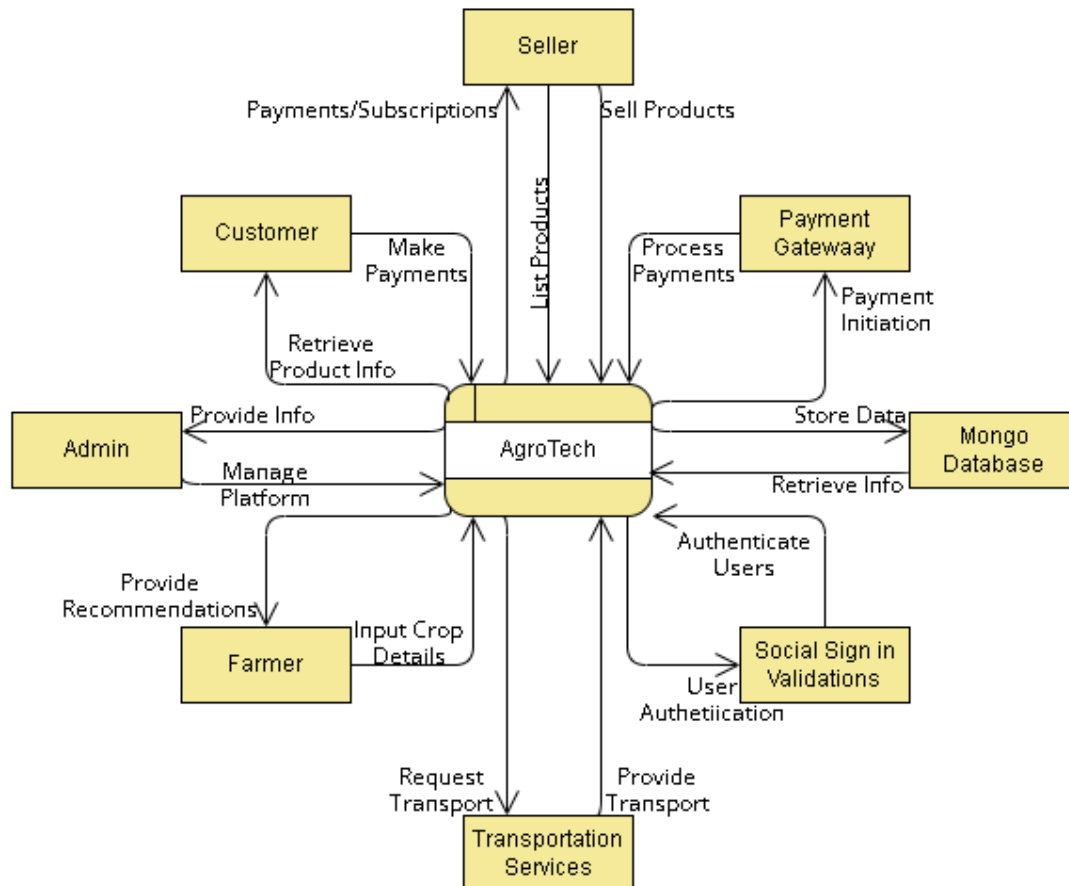 Seller
Payments/Subscriptions
Sell Products
List Products
Customer
Make
Payments
Process
Payments
Payment
Gatewaay
Payment
Initiation
Retrieve
Product Info
Provide Info
Store Data
Admin
AgroTech
Mongo
Database
Manage
Platform
Retrieve Info
Authenticate
Users
Provide
Recommendations
Input Crop
Details
Farmer
Social Sign in
Validations
User
Authetiication
Request
Transport
Provide
Transport
Transportation
Services